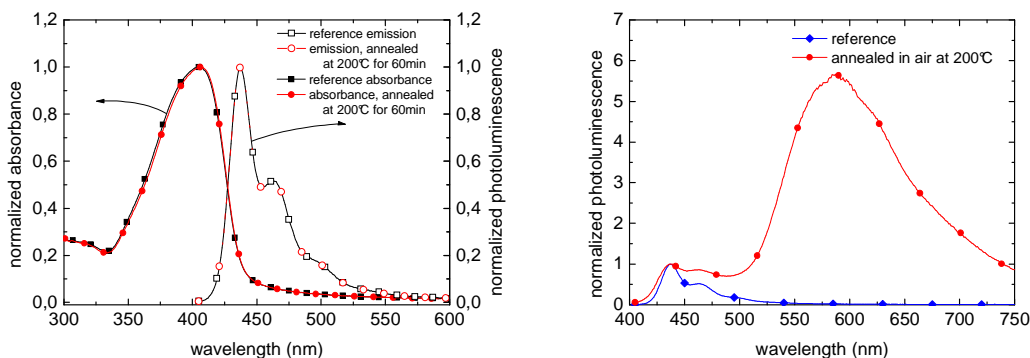 reference emission
emission, annealed
at 200°C for 60min
reference absorbance
absorbance, annealed
at 200°C for 60min
1,0
0,8
0,6
0,4
0,2
0,0
normalized absorbance
1,0
0,8
0,6
0,4
0,2
0,0
normalized photoluminescence
300 350 400 450 500 550 600
wavelength (nm)
reference
annealed in air at 200°C
7
6
5
4
3
2
1
0
normalized photoluminescence
400 450 500 550 600 650 700 750
wavelength (nm)